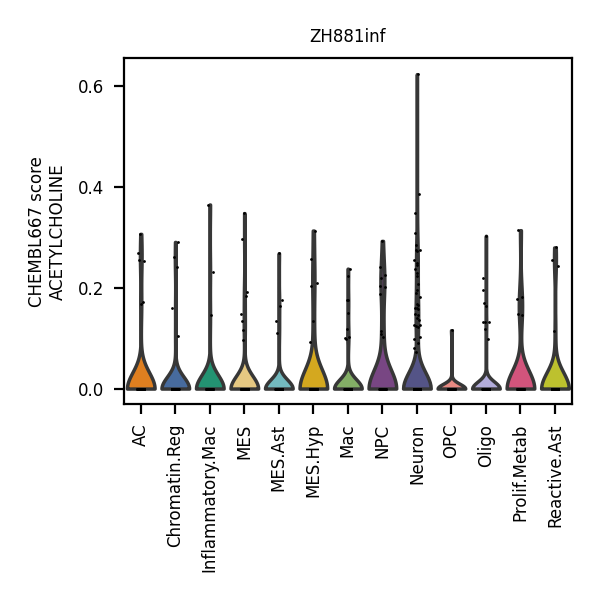 ZH881inf
CHEMBL667 score
ACETYLCHOLINE
0.6
0.4
0.2
0.0
AC
Chromatin.Reg
Inflammatory.Mac
MES
MES.Ast
MES.Hyp
Mac
NPC
Neuron
OPC
Oligo
Prolif.Metab
Reactive.Ast